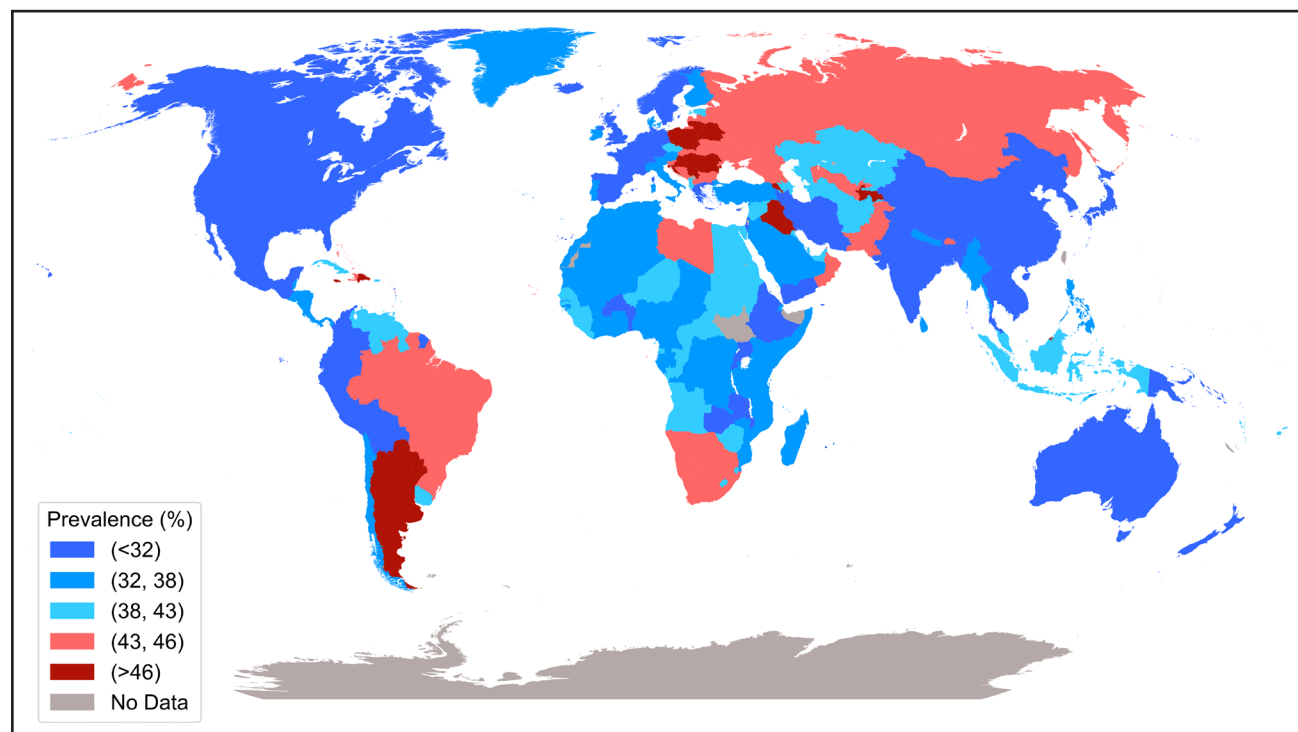 Prevalence (%)
(<32)
(32, 38)
(38, 43)
(43, 46)
(>46)
No Data